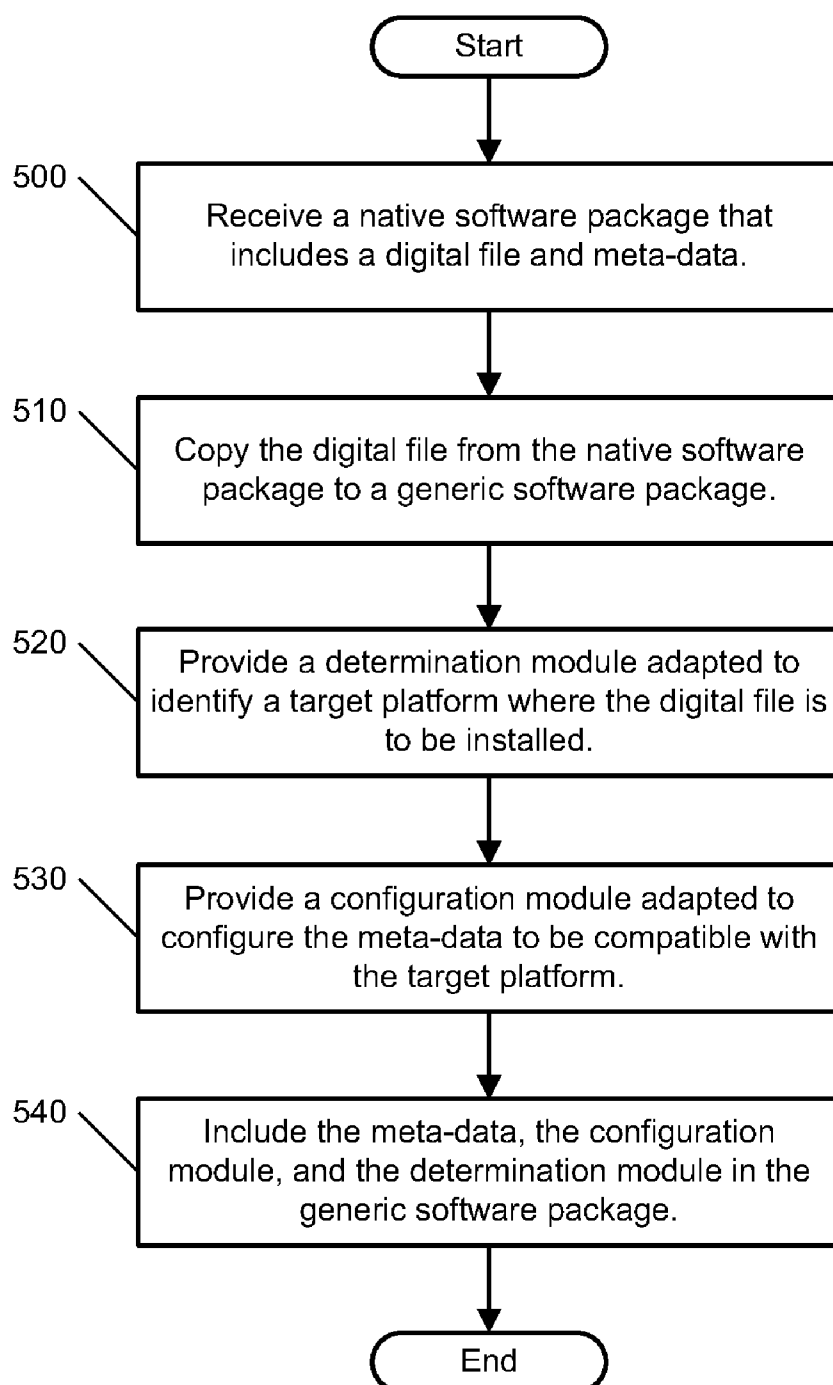 Start
500
Receive a native software package that
includes a digital file and meta-data.
510
Copy the digital file from the native software
package to a generic software package.
520
Provide a determination module adapted to
identify a target platform where the digital file is
to be installed.
530
Provide a configuration module adapted to
configure the meta-data to be compatible with
the target platform.
540
Include the meta-data, the configuration
module, and the determination module in the
generic software package.
End